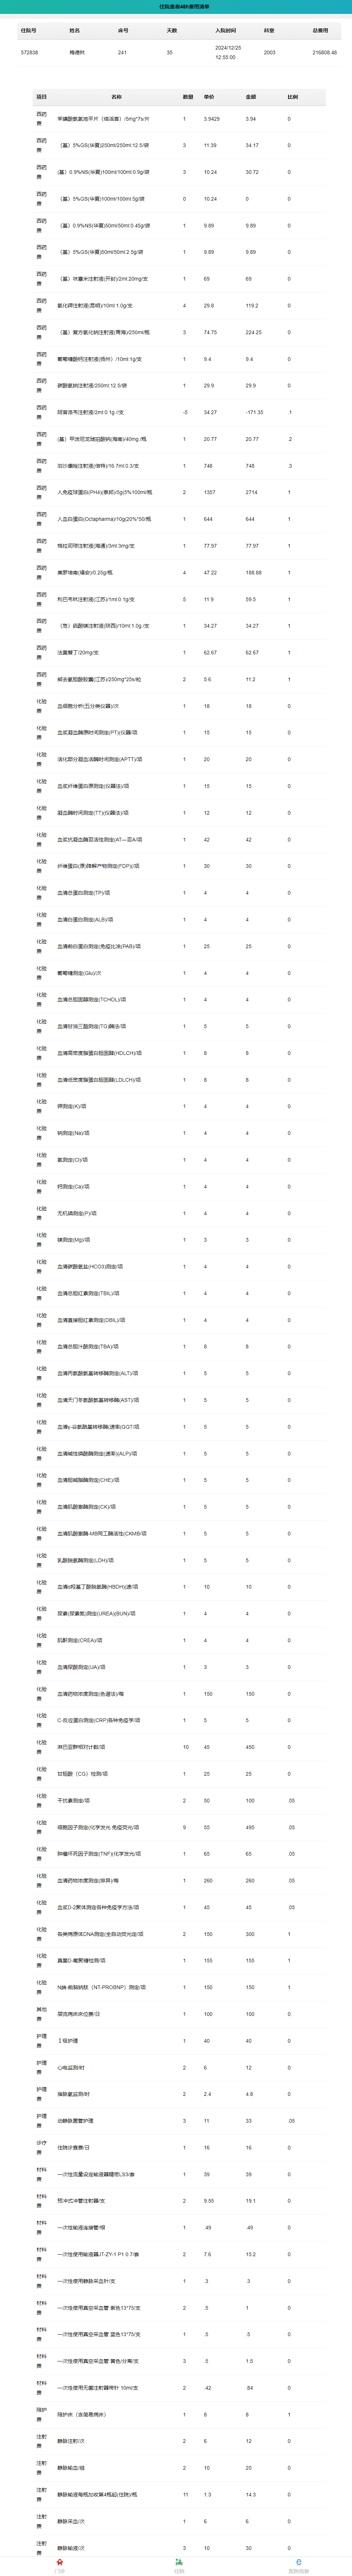 住院患者48h费用清单
住院号 姓名 床号 天数 入院时间 科室 总费用
572838 梅德树 241 35 2024/12/25 12:55:00 2003 216808.48
项目 名称 数量 单价 金额 比例
西药费 苯磺酸氨氯地平片（络活喜）/5mg*7s/片 1 3.9429 3.94 0
西药费 （基）5%GS(华夏)250ml/250ml:12.5/袋 3 11.39 34.17 0
西药费 (基）0.9%NS(华夏)100ml/100ml:0.9g/袋 3 10.24 30.72 0
西药费 （基）5%GS(华夏)100ml/100ml:5g/袋 0 10.24 0 0
西药费 （基）0.9%NS(华夏)50ml/50ml:0.45g/袋 1 9.89 9.89 0
西药费 （基）5%GS(华夏)50ml/50ml:2.5g/袋 1 9.89 9.89 0
西药费 （基）呋塞米注射液(开封)/2ml:20mg/支 1 69 69 0
西药费 氯化钾注射液(昆明)/10ml:1.0g/支 4 29.8 119.2 0
西药费 （基）复方氯化钠注射液(青海)/250ml/瓶 3 74.75 224.25 0
西药费 葡萄糖酸钙注射液(扬州）/10ml:1g/支 1 9.4 9.4 0
西药费 碳酸氢钠注射液/250ml:12.5/袋 1 29.9 29.9 0
西药费 阿昔洛韦注射液/2ml:0.1g /支 -5 34.27 -171.35 .1
西药费 (基）甲泼尼龙琥珀酸钠(海南)/40mg /瓶 1 20.77 20.77 .2
西药费 泊沙康唑注射液(宣特)/16.7ml:0.3/支 1 748 748 .3
西药费 人免疫球蛋白(PH4)(泰邦)/5g(5%100ml/瓶 2 1357 2714 1
西药费 人血白蛋白(Octapharma)/10g(20%*50/瓶 1 644 644 1
西药费 格拉司琼注射液(海通)/3ml:3mg/支 1 77.97 77.97 1
西药费 美罗培南(福安)/0.25g/瓶 4 47.22 188.88 1
西药费 利巴韦林注射液(江苏)/1ml:0.1g/支 5 11.9 59.5 1
西药费 （危）硫酸镁注射液(陕西)/10ml:1.0g /支 1 34.27 34.27 1
西药费 法莫替丁/20mg/支 1 62.67 62.67 1
西药费 熊去氧胆酸胶囊(江苏)/250mg*25s/粒 2 5.6 11.2 1
化验费 血细胞分析(五分类仪器)/次 1 18 18 0
化验费 血浆凝血酶原时间测定(PT)(仪器/项 1 15 15 0
化验费 活化部分凝血活酶时间测定(APTT)/项 1 20 20 0
化验费 血浆纤维蛋白原测定(仪器法)/项 1 15 15 0
化验费 凝血酶时间测定(TT)(仪器法)/项 1 12 12 0
化验费 血浆抗凝血酶Ⅲ活性测定(AT—ⅢA/项 1 42 42 0
化验费 纤维蛋白(原)降解产物测定(FDP)(/项 1 30 30 0
化验费 血清总蛋白测定(TP)/项 1 4 4 0
化验费 血清白蛋白测定(ALB)/项 1 4 4 0
化验费 血清前白蛋白测定(免疫比浊(PAB)/项 1 25 25 0
化验费 葡萄糖测定(Glu)/次 1 4 4 0
化验费 血清总胆固醇测定(TCHOL)/项 1 4 4 0
化验费 血清甘油三酯测定(TG)酶法/项 1 5 5 0
化验费 血清高密度脂蛋白胆固醇(HDLCH)/项 1 8 8 0
化验费 血清低密度脂蛋白胆固醇(LDLCH)/项 1 8 8 0
化验费 钾测定(K)/项 1 4 4 0
化验费 钠测定(Na)/项 1 4 4 0
化验费 氯测定(Cl)/项 1 4 4 0
化验费 钙测定(Ca)/项 1 4 4 0
化验费 无机磷测定(P)/项 1 4 4 0
化验费 镁测定(Mg)/项 1 3 3 0
化验费 血清碳酸氢盐(HCO3)测定/项 1 4 4 0
化验费 血清总胆红素测定(TBIL)/项 1 4 4 0
化验费 血清直接胆红素测定(DBIL)/项 1 4 4 0
化验费 血清总胆汁酸测定(TBA)/项 1 8 8 0
化验费 血清丙氨酸氨基转移酶测定(ALT)/项 1 5 5 0
化验费 血清天门冬氨酸氨基转移酶(AST)/项 1 5 5 0
化验费 血清γ-谷氨酰基转移酶(速率(GGT/项 1 5 5 0
化验费 血清碱性磷酸酶测定(速率)(ALP)/项 1 5 5 0
化验费 血清胆碱酯酶测定(CHE)/项 1 5 5 0
化验费 血清肌酸激酶测定(CK)/项 1 5 5 0
化验费 血清肌酸激酶-MB同工酶活性(CKMB/项 1 5 5 0
化验费 乳酸脱氢酶测定(LDH)/项 1 5 5 0
化验费 血清α羟基丁酸脱氢酶(HBDH)(速/项 1 10 10 0
化验费 尿素(尿素氮)测定(UREA)(BUN)/项 1 4 4 0
化验费 肌酐测定(CREA)/项 1 4 4 0
化验费 血清尿酸测定(UA)/项 1 3 3 0
化验费 血清药物浓度测定(色谱法)/每 1 150 150 0
化验费 C-反应蛋白测定(CRP)各种免疫学/项 1 5 5 0
化验费 淋巴亚群相对计数/项 10 45 450 0
化验费 甘胆酸（CG）检测/项 1 25 25 0
化验费 干扰素测定/项 2 50 100 .05
化验费 细胞因子测定(化学发光 免疫荧光/项 9 55 495 .05
化验费 肿瘤坏死因子测定(TNF)(化学发光/项 1 65 65 .05
化验费 血清药物浓度测定(串异)/每 1 260 260 .05
化验费 血浆D-2聚体测定各种免疫学方法/项 1 45 45 .05
化验费 各类病原体DNA测定(全自动荧光定/项 2 150 300 1
化验费 真菌D-葡聚糖检测/项 1 155 155 1
化验费 N端-前脑钠肽（NT-PROBNP）测定/项 1 150 150 1
其他费 层流病床床位费/日 1 100 100 0
护理费 Ⅰ级护理 1 40 40 0
护理费 心电监测/时 2 6 12 0
护理费 指脉氧监测/时 2 2.4 4.8 0
护理费 动静脉置管护理 3 11 33 .05
诊疗费 住院诊查费/日 1 16 16 0
材料费 一次性流量设定输液器精密LS3/套 1 39 39 0
材料费 预冲式冲管注射器/支 2 9.55 19.1 0
材料费 一次性输液连接管/根 1 .49 .49 0
材料费 一次性使用输液器JT-ZY-1 P1 0.7/套 2 7.6 15.2 0
材料费 一次性使用静脉采血针/支 1 .3 .3 0
材料费 一次性使用真空采血管 紫色13*75/支 2 .5 1 0
材料费 一次性使用真空采血管 蓝色13*75/支 1 .5 .5 0
材料费 一次性使用真空采血管 黄色/分离/支 3 .5 1.5 0
材料费 一次性使用无菌注射器带针 10ml/支 2 .42 .84 0
陪护费 陪护床（含简易病床） 1 8 8 1
注射费 静脉注射/次 2 6 12 0
注射费 静脉输血/组 2 10 20 0
注射费 静脉输液每瓶加收第4瓶起(住院)/瓶 11 1.3 14.3 0
注射费 静脉采血/次 1 6 6 0
注射费 静脉输液/次 3 10 30 0
门诊 住院